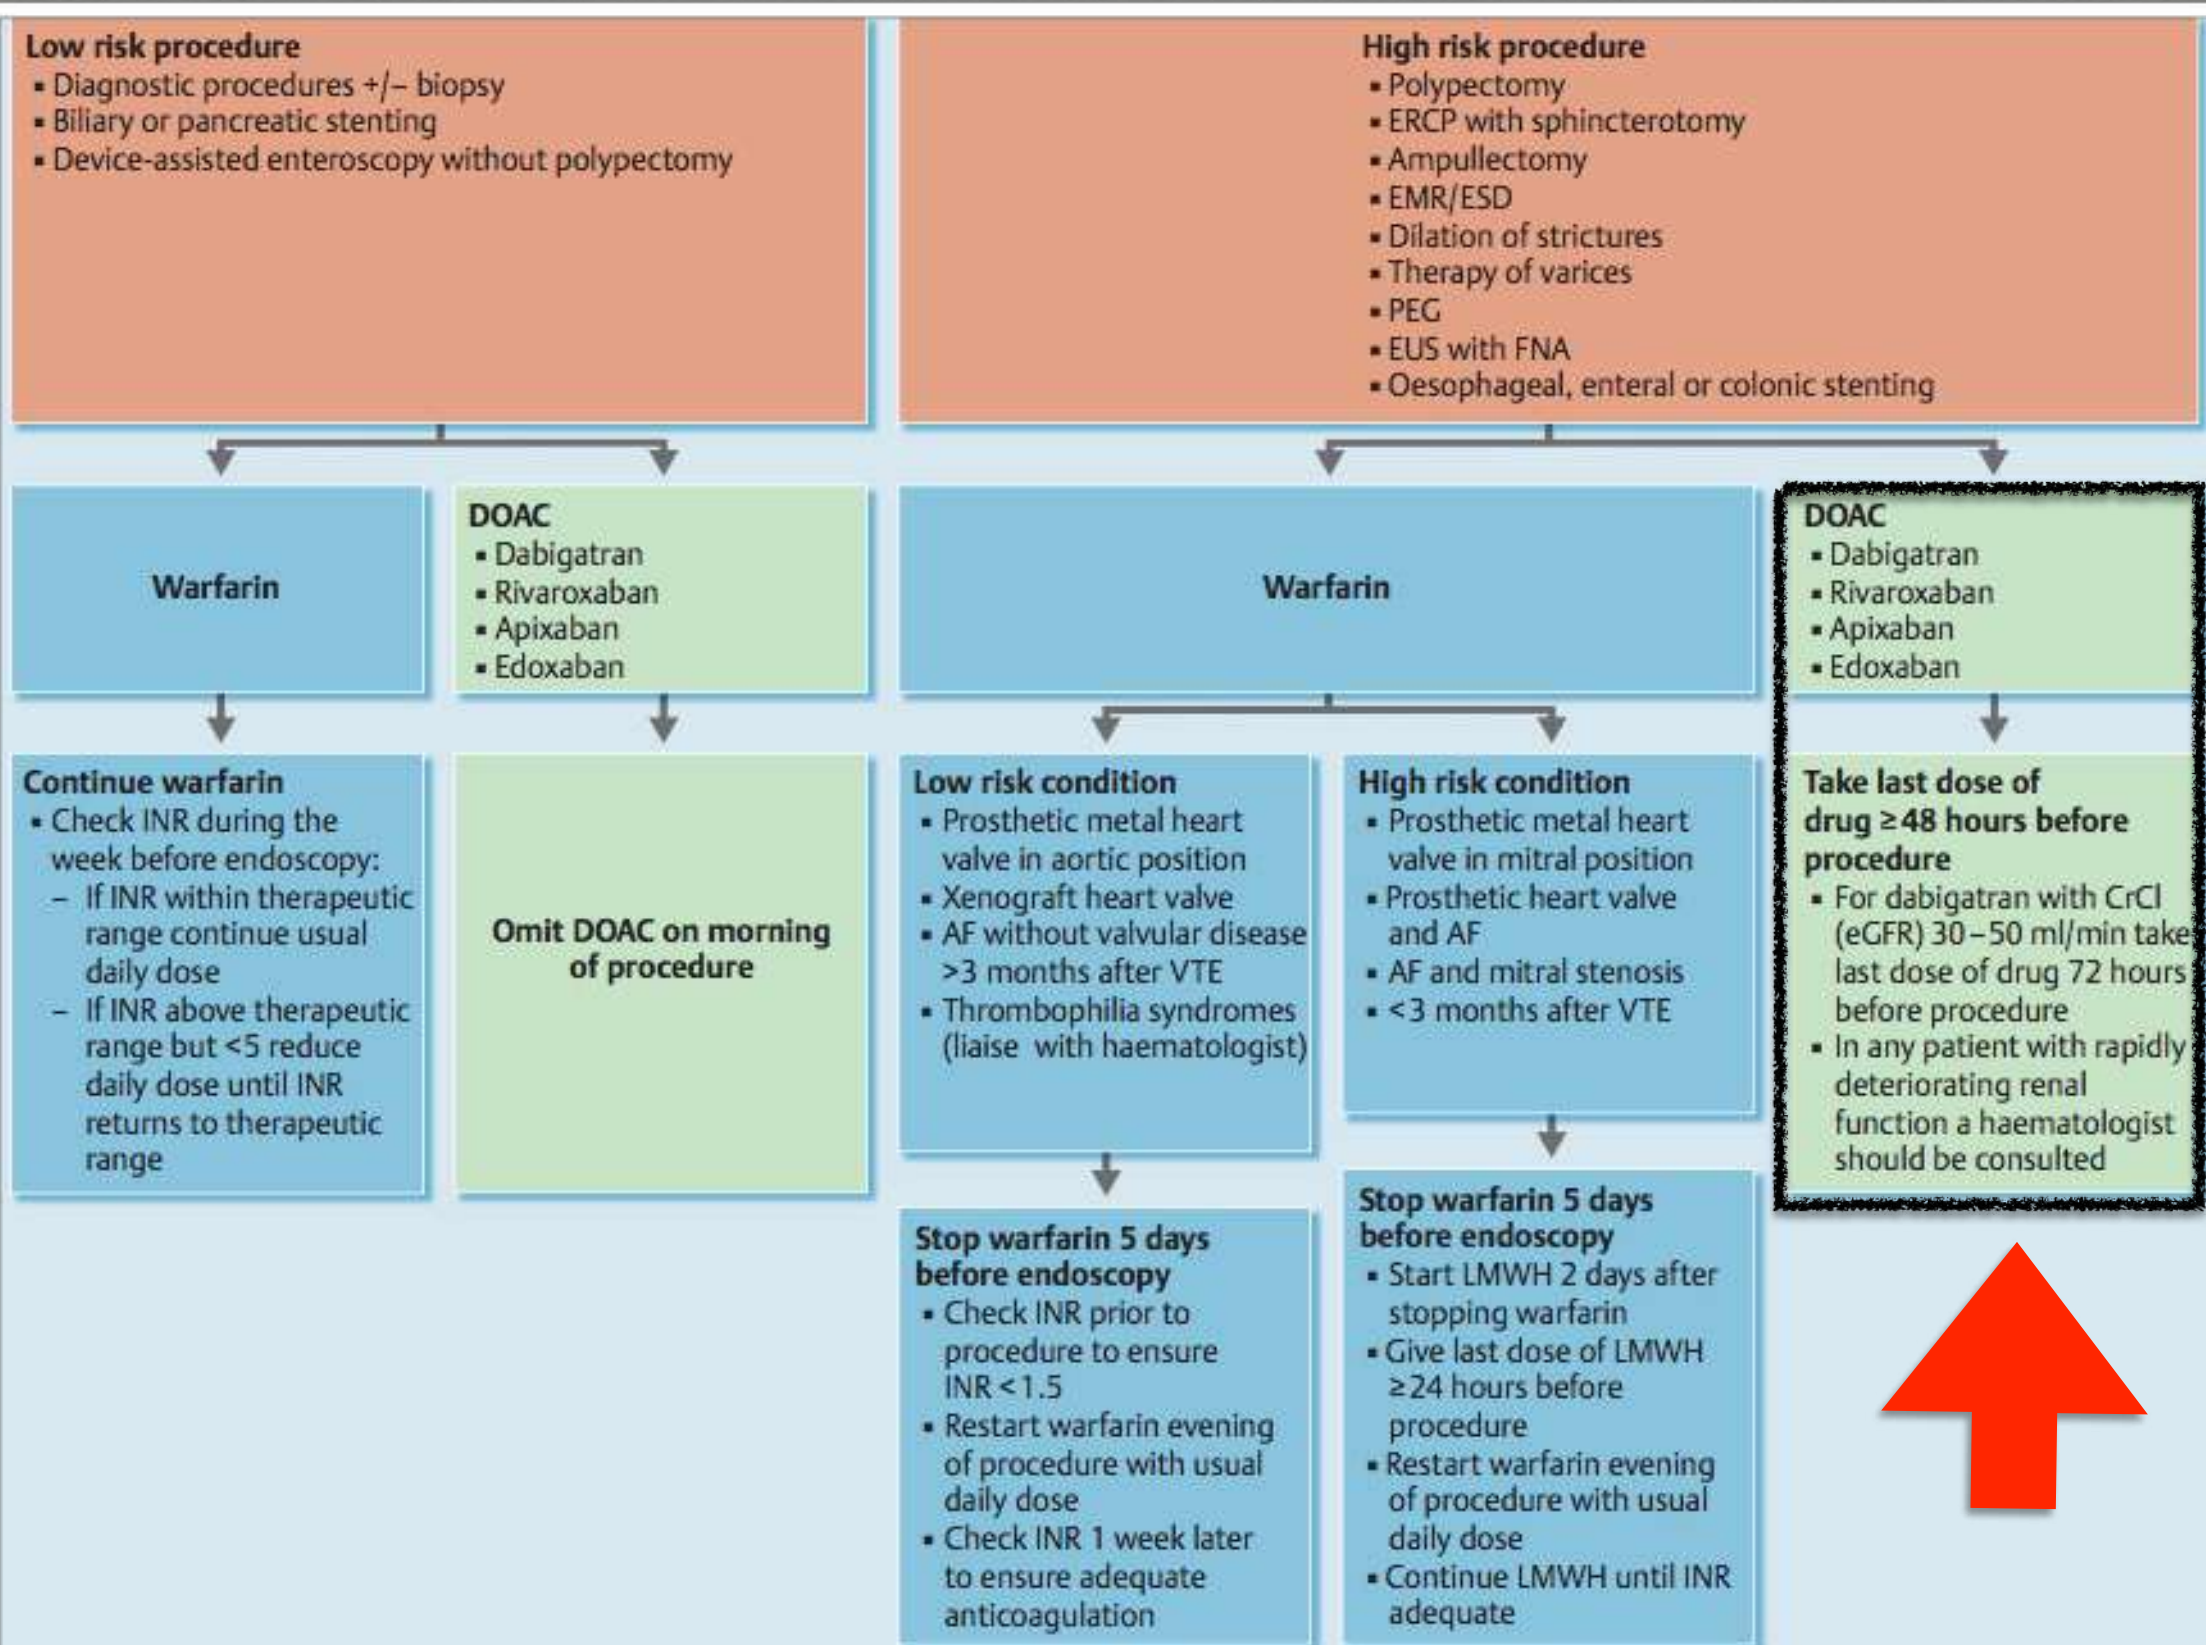 Low risk procedure
▪ Diagnostic procedures +/– biopsy
▪ Biliary or pancreatic stenting
▪ Device-assisted enteroscopy without polypectomy
High risk procedure
▪ Polypectomy
▪ ERCP with sphincterotomy
▪ Ampullectomy
▪ EMR/ESD
▪ Dilation of strictures
▪ Therapy of varices
▪ PEG
▪ EUS with FNA
▪ Oesophageal, enteral or colonic stenting
Warfarin
DOAC
▪ Dabigatran
▪ Rivaroxaban
▪ Apixaban
▪ Edoxaban
Warfarin
DOAC
▪ Dabigatran
▪ Rivaroxaban
▪ Apixaban
▪ Edoxaban
Continue warfarin
▪ Check INR during the
week before endoscopy:
– If INR within therapeutic
range continue usual
daily dose
– If INR above therapeutic
range but <5 reduce
daily dose until INR
returns to therapeutic
range
Omit DOAC on morning
of procedure
Low risk condition
▪ Prosthetic metal heart
valve in aortic position
▪ Xenograft heart valve
▪ AF without valvular disease
>3 months after VTE
▪ Thrombophilia syndromes
(liaise with haematologist)
High risk condition
▪ Prosthetic metal heart
valve in mitral position
▪ Prosthetic heart valve
and AF
▪ AF and mitral stenosis
▪ <3 months after VTE
Take last dose of
drug ≥48 hours before
procedure
▪ For dabigatran with CrCl
(eGFR) 30–50 ml/min take
last dose of drug 72 hours
before procedure
▪ In any patient with rapidly
deteriorating renal
function a haematologist
should be consulted
Stop warfarin 5 days
before endoscopy
▪ Check INR prior to
procedure to ensure
INR <1.5
▪ Restart warfarin evening
of procedure with usual
daily dose
▪ Check INR 1 week later
to ensure adequate
anticoagulation
Stop warfarin 5 days
before endoscopy
▪ Start LMWH 2 days after
stopping warfarin
▪ Give last dose of LMWH
≥24 hours before
procedure
▪ Restart warfarin evening
of procedure with usual
daily dose
▪ Continue LMWH until INR
adequate